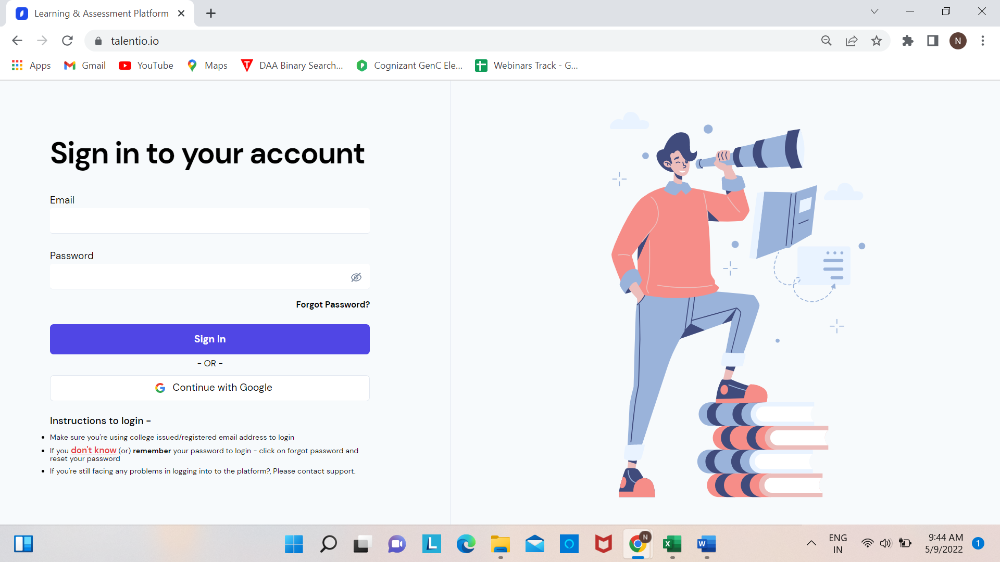 Learning & Assessment Platform
talentio.io
N
Apps
Gmail
YouTube
Maps
DAA Binary Search...
Cognizant GenC Ele...
Webinars Track - G...
Sign in to your account
Email
Password
Forgot Password?
Sign In
- OR -
Continue with Google
Instructions to login -
Make sure you're using college issued/registered email address to login
If you don't know (or) remember your password to login - click on forgot password and
reset your password
If you're still facing any problems in logging into to the platform?, Please contact support.
L
N
X
W
ENG
IN
9:44 AM
5/9/2022
1